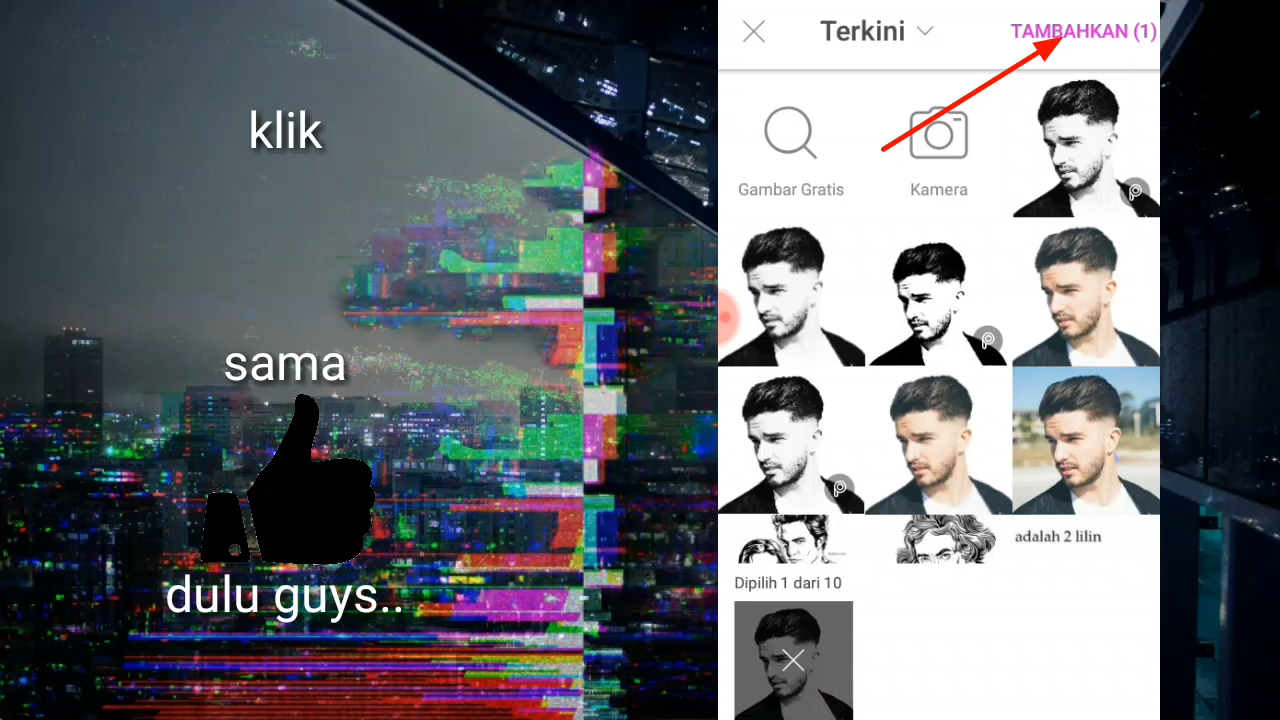 klik
sama
dulu guys..
Terkini
TAMBAHKAN (1)
Gambar Gratis
Kamera
adalah 2 lilin
Dipilih 1 dari 10